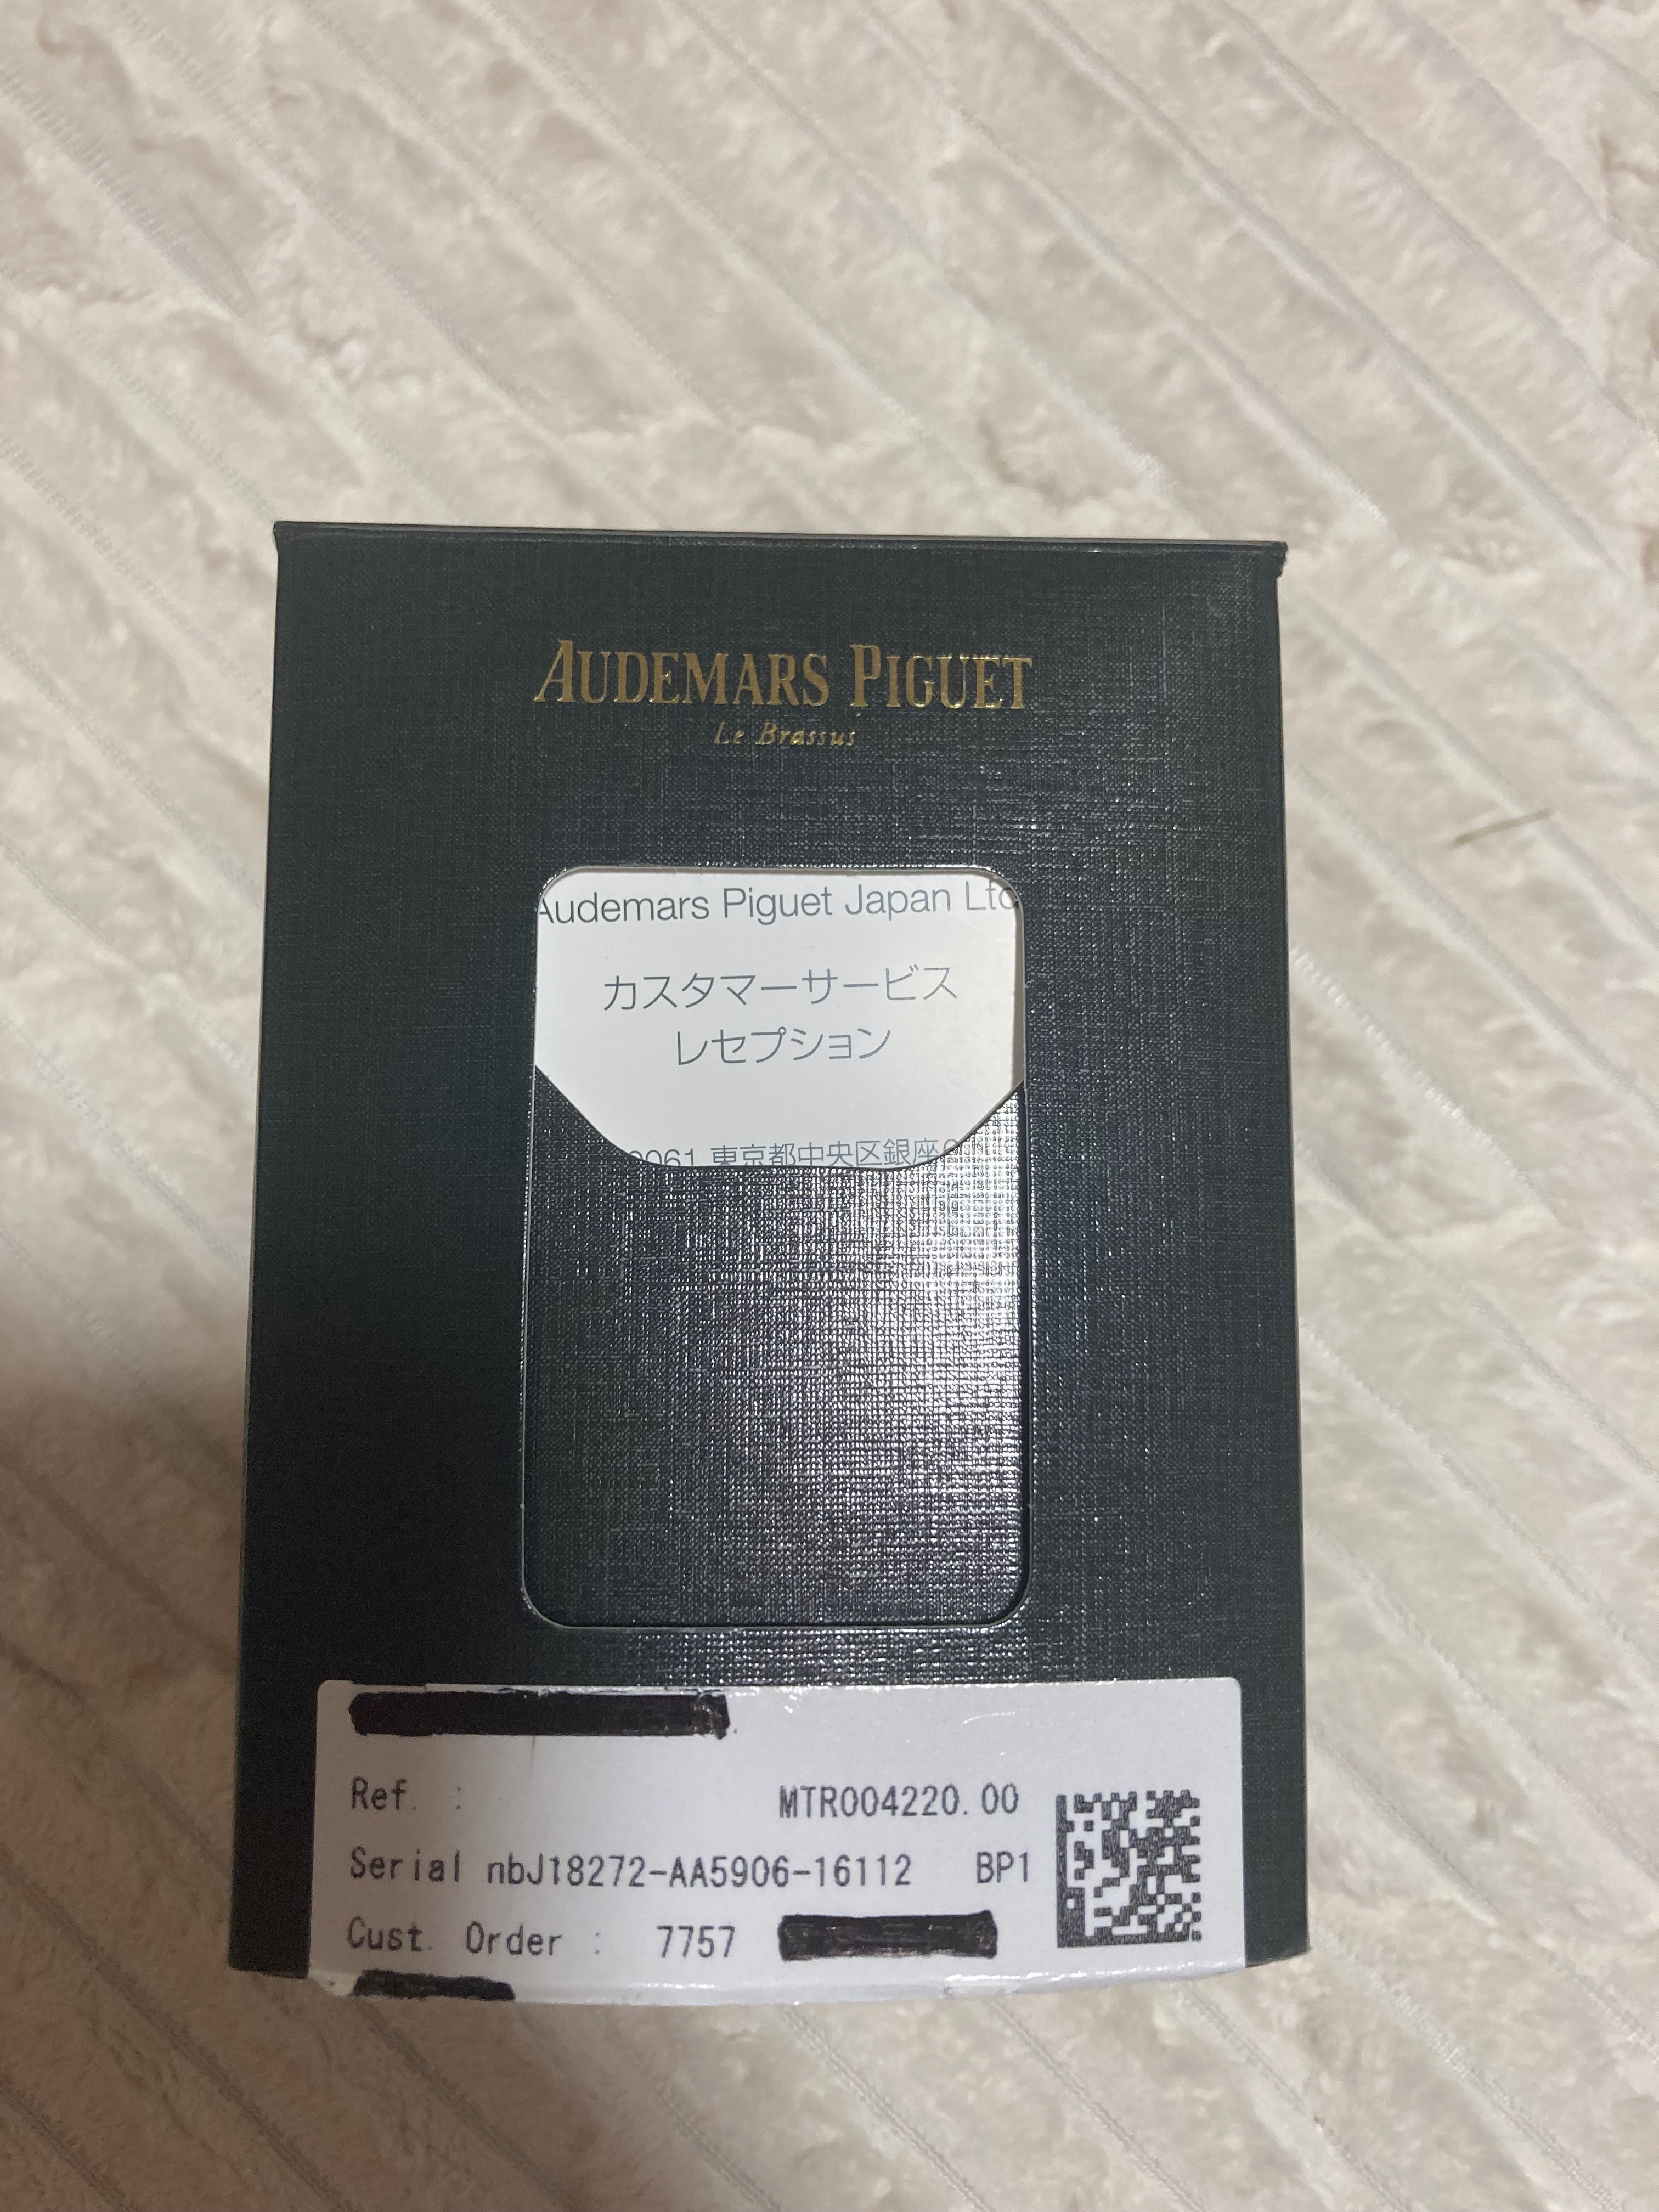 AUDEMARS PIGUET
Le Brassus
Audemars Piguet Japan Ltd
カスタマーサービス
レセプション
0061 東京都中央区銀座6
Ref. : MTR004220.00
Serial nbJ18272-AA5906-16112 BP1
Cust. Order : 7757